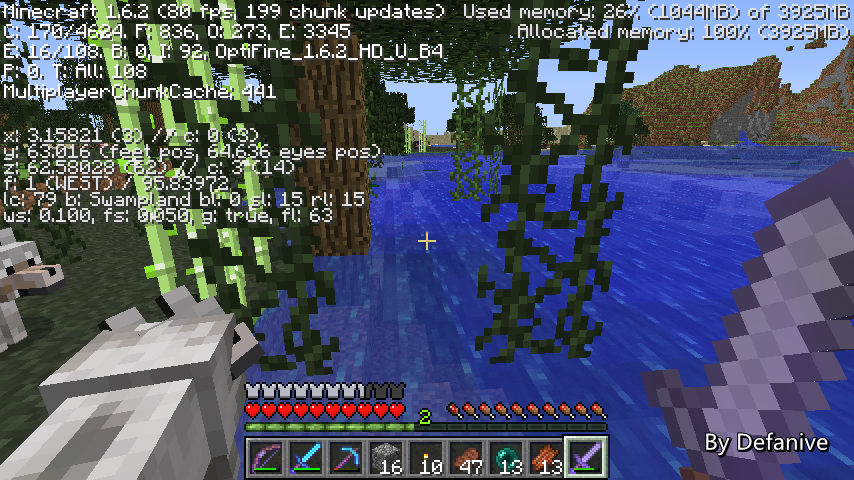 Minecraft 1.6.2 (80 fps, 199 chunk updates)
Used memory: 26% (1044MB) of 3925MB
C: 170/4624. F: 836, O: 273, E: 3345
Allocated memory: 100% (3925MB)
E: 16/108. B: 0, I: 92, OptiFine_1.6.2_HD_U_B4
P: 0. T: All: 108
MultiplayerChunkCache: 441
x: 3.15821 (3) // c: 0 (3)
y: 63.016 (feet pos, 64.636 eyes pos)
z: 62.58028 (62) // c: 3 (14)
f: 1 (WEST) / 95.83972
lc: 79 b: Swampland bl: 0 sl: 15 rl: 15
ws: 0.100, fs: 0.050, g: true, fl: 63
2
16
10
47
13
13
By Defanive